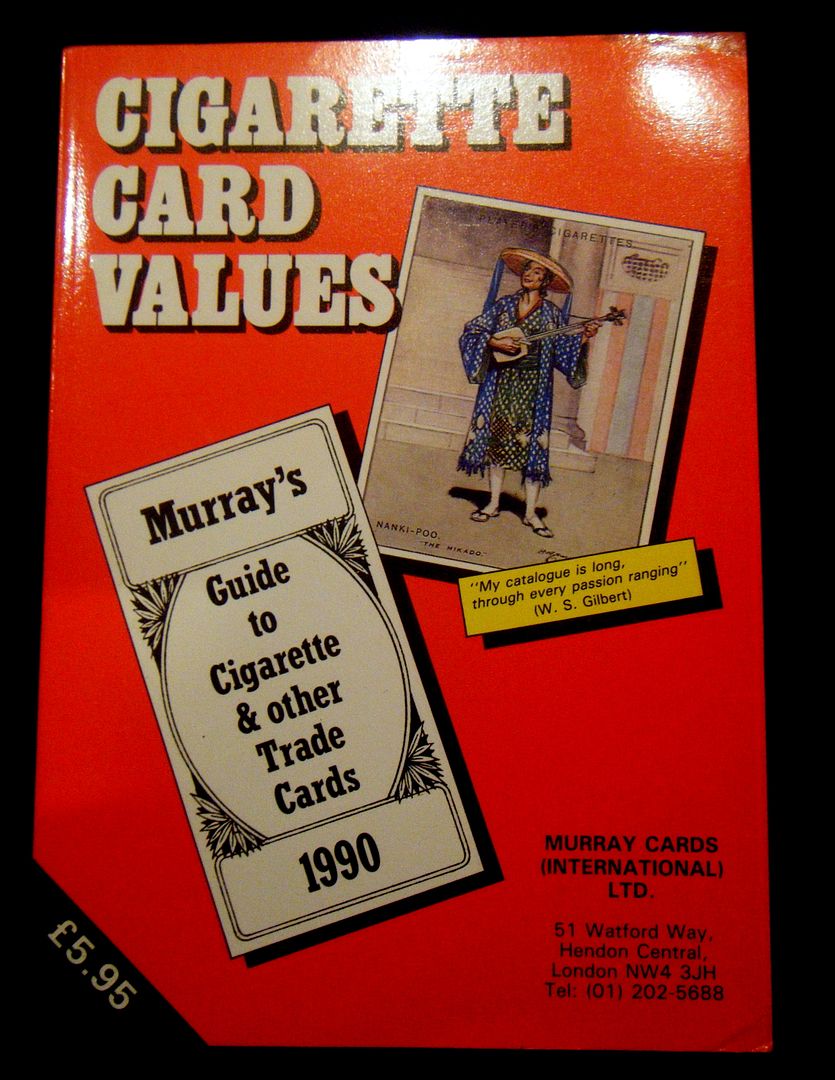 CIGARETTE
CARD
VALUES
PLAYER'S CIGARETTES
NANKI-POO.
"THE MIKADO."
"My catalogue is long,
through every passion ranging"
(W. S. Gilbert)
Murray's
Guide
to
Cigarette
& other
Trade
Cards
1990
MURRAY CARDS
(INTERNATIONAL)
LTD.
51 Watford Way,
Hendon Central,
London NW4 3JH
Tel: (01) 202-5688
£5.95